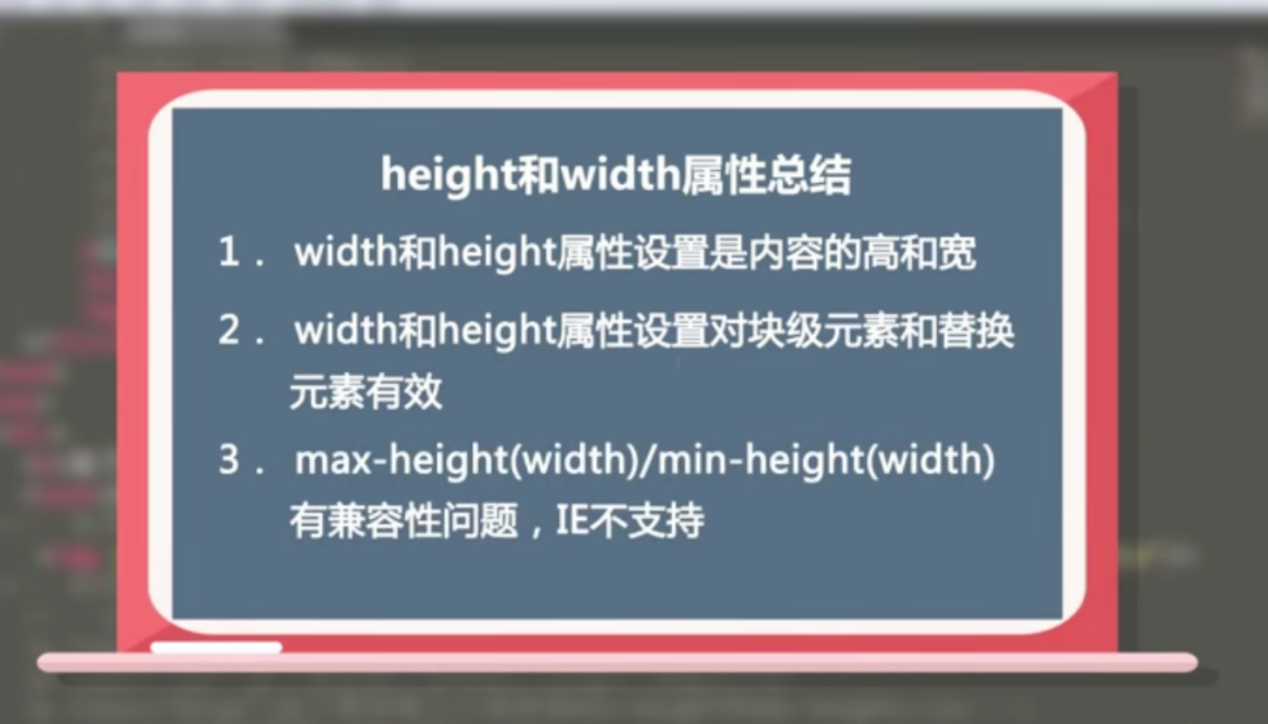 height和width属性总结
1． width和height属性设置是内容的高和宽
2． width和height属性设置对块级元素和替换
元素有效
3． max-height(width)/min-height(width)
有兼容性问题，IE不支持